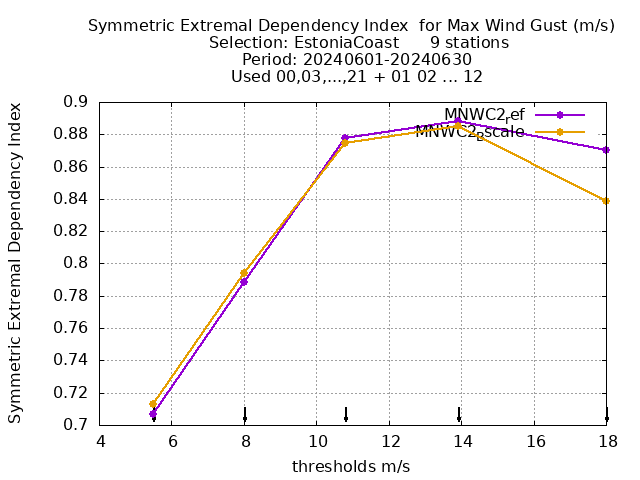 Symmetric Extremal Dependency Index  for Max Wind Gust (m/s)
Selection: EstoniaCoast      9 stations
Period: 20240601-20240630
Used 00,03,...,21 + 01 02 ... 12
Symmetric Extremal Dependency Index
0.9
0.88
0.86
0.84
0.82
0.8
0.78
0.76
0.74
0.72
0.7
MNWC2ref
MNWC2Dscale
4 6 8 10 12 14 16 18
thresholds m/s